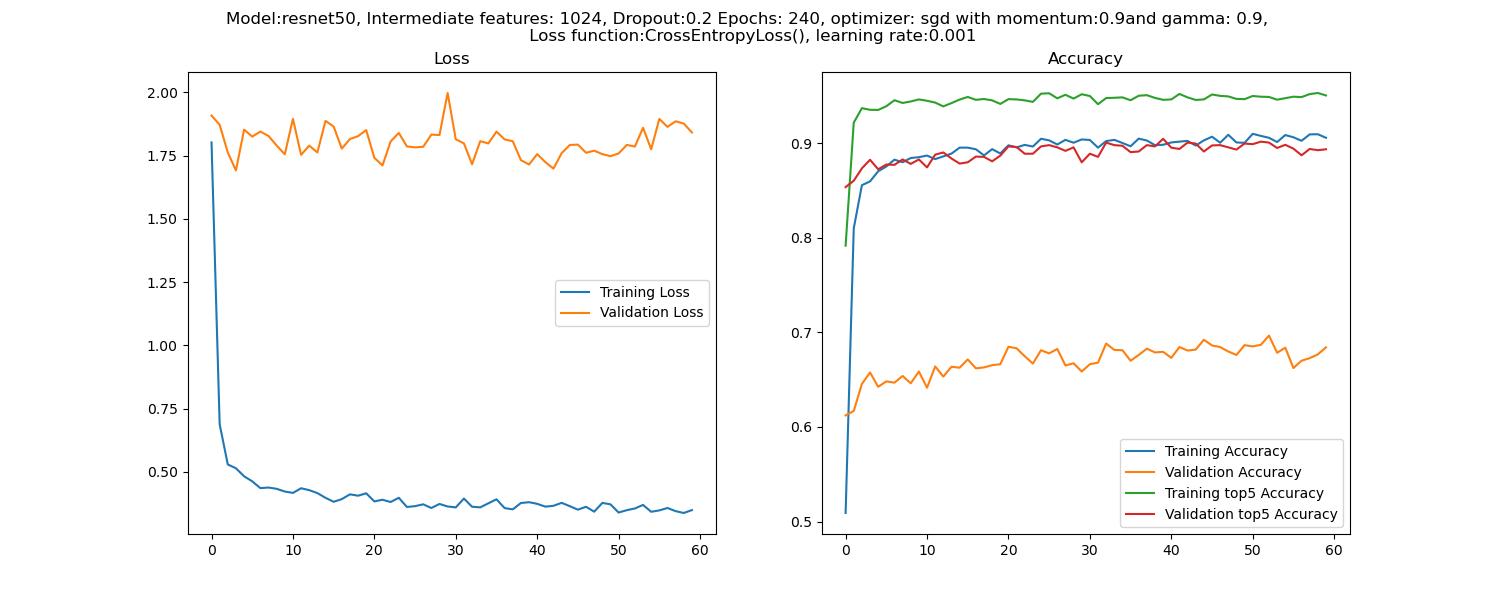 Model:resnet50, Intermediate features: 1024, Dropout:0.2 Epochs: 240, optimizer: sgd with momentum:0.9and gamma: 0.9,
Loss function:CrossEntropyLoss(), learning rate:0.001
Loss
2.00
1.75
1.50
1.25
1.00
0.75
0.50
0 10 20 30 40 50 60
Training Loss
Validation Loss
Accuracy
0.9
0.8
0.7
0.6
0.5
0 10 20 30 40 50 60
Training Accuracy
Validation Accuracy
Training top5 Accuracy
Validation top5 Accuracy